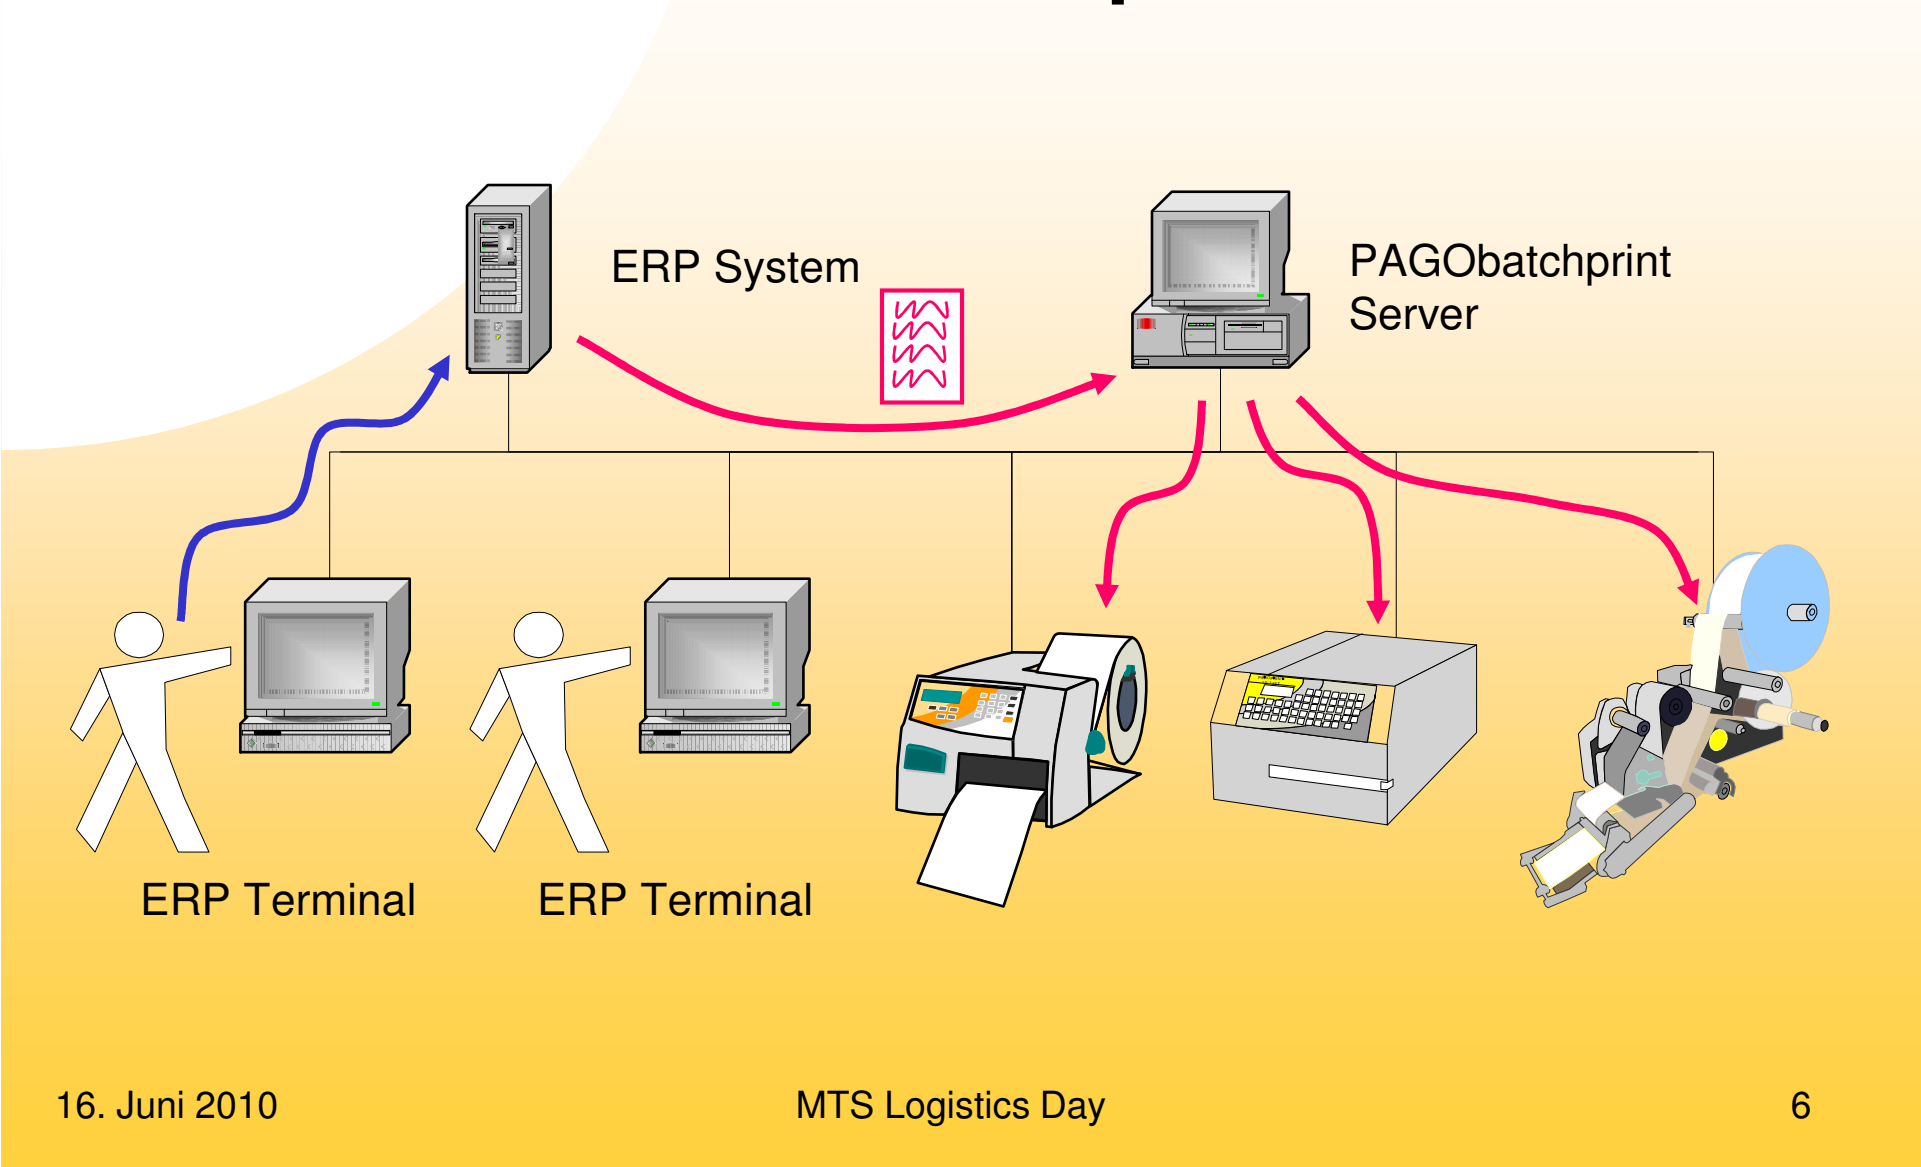 ERP System
PAGObatchprint
Server
ERP Terminal
ERP Terminal
16. Juni 2010
MTS Logistics Day
6